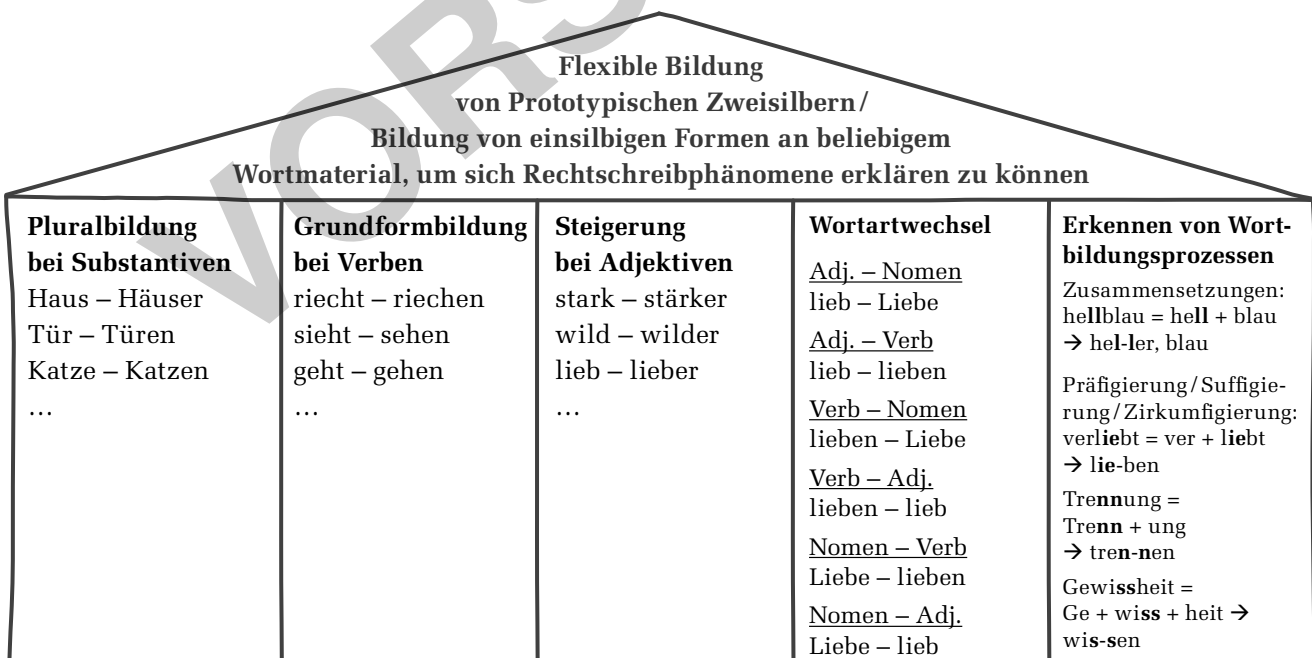 Flexible Bildung
von Prototypischen Zweisilbern/
Bildung von einsilbigen Formen an beliebigem
Wortmaterial, um sich Rechtschreibphänomene erklären zu können
Pluralbildung
bei Substantiven
Haus – Häuser
Tür – Türen
Katze – Katzen
…
Grundformbildung
bei Verben
riecht – riechen
sieht – sehen
geht – gehen
…
Steigerung
bei Adjektiven
stark – stärker
wild – wilder
lieb – lieber
…
Wortartwechsel
Adj. – Nomen
lieb – Liebe
Adj. – Verb
lieb – lieben
Verb – Nomen
lieben – Liebe
Verb – Adj.
lieben – lieb
Nomen – Verb
Liebe – lieben
Nomen – Adj.
Liebe – lieb
Erkennen von Wort-
bildungsprozessen
Zusammensetzungen:
hellblau = hell + blau
→ hel-ler, blau
Präfigierung/Suffigie-
rung/Zirkumfigierung:
verliebt = ver + liebt
→ lie-ben
Trennung =
Trenn + ung
→ tren-nen
Gewissheit =
Ge + wiss + heit →
wis-sen
VORS